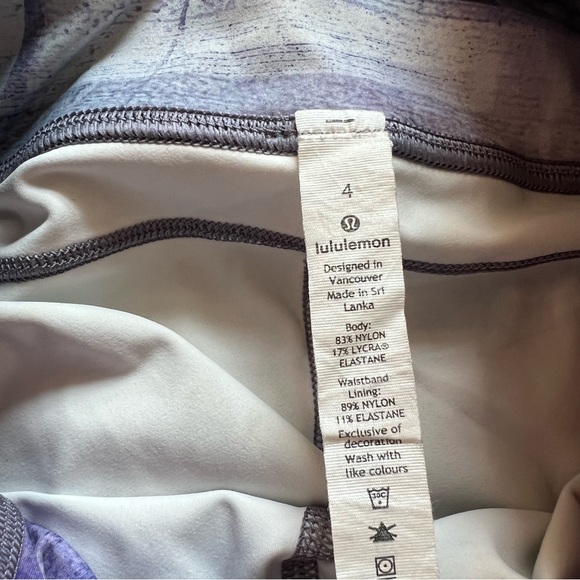 4
lululemon
Designed in
Vancouver
Made in Sri
Lanka
Body:
83% NYLON
17% LYCRA®
ELASTANE
Waistband
Lining:
89% NYLON
11% ELASTANE
Exclusive of
decoration
Wash with
like colours
30C